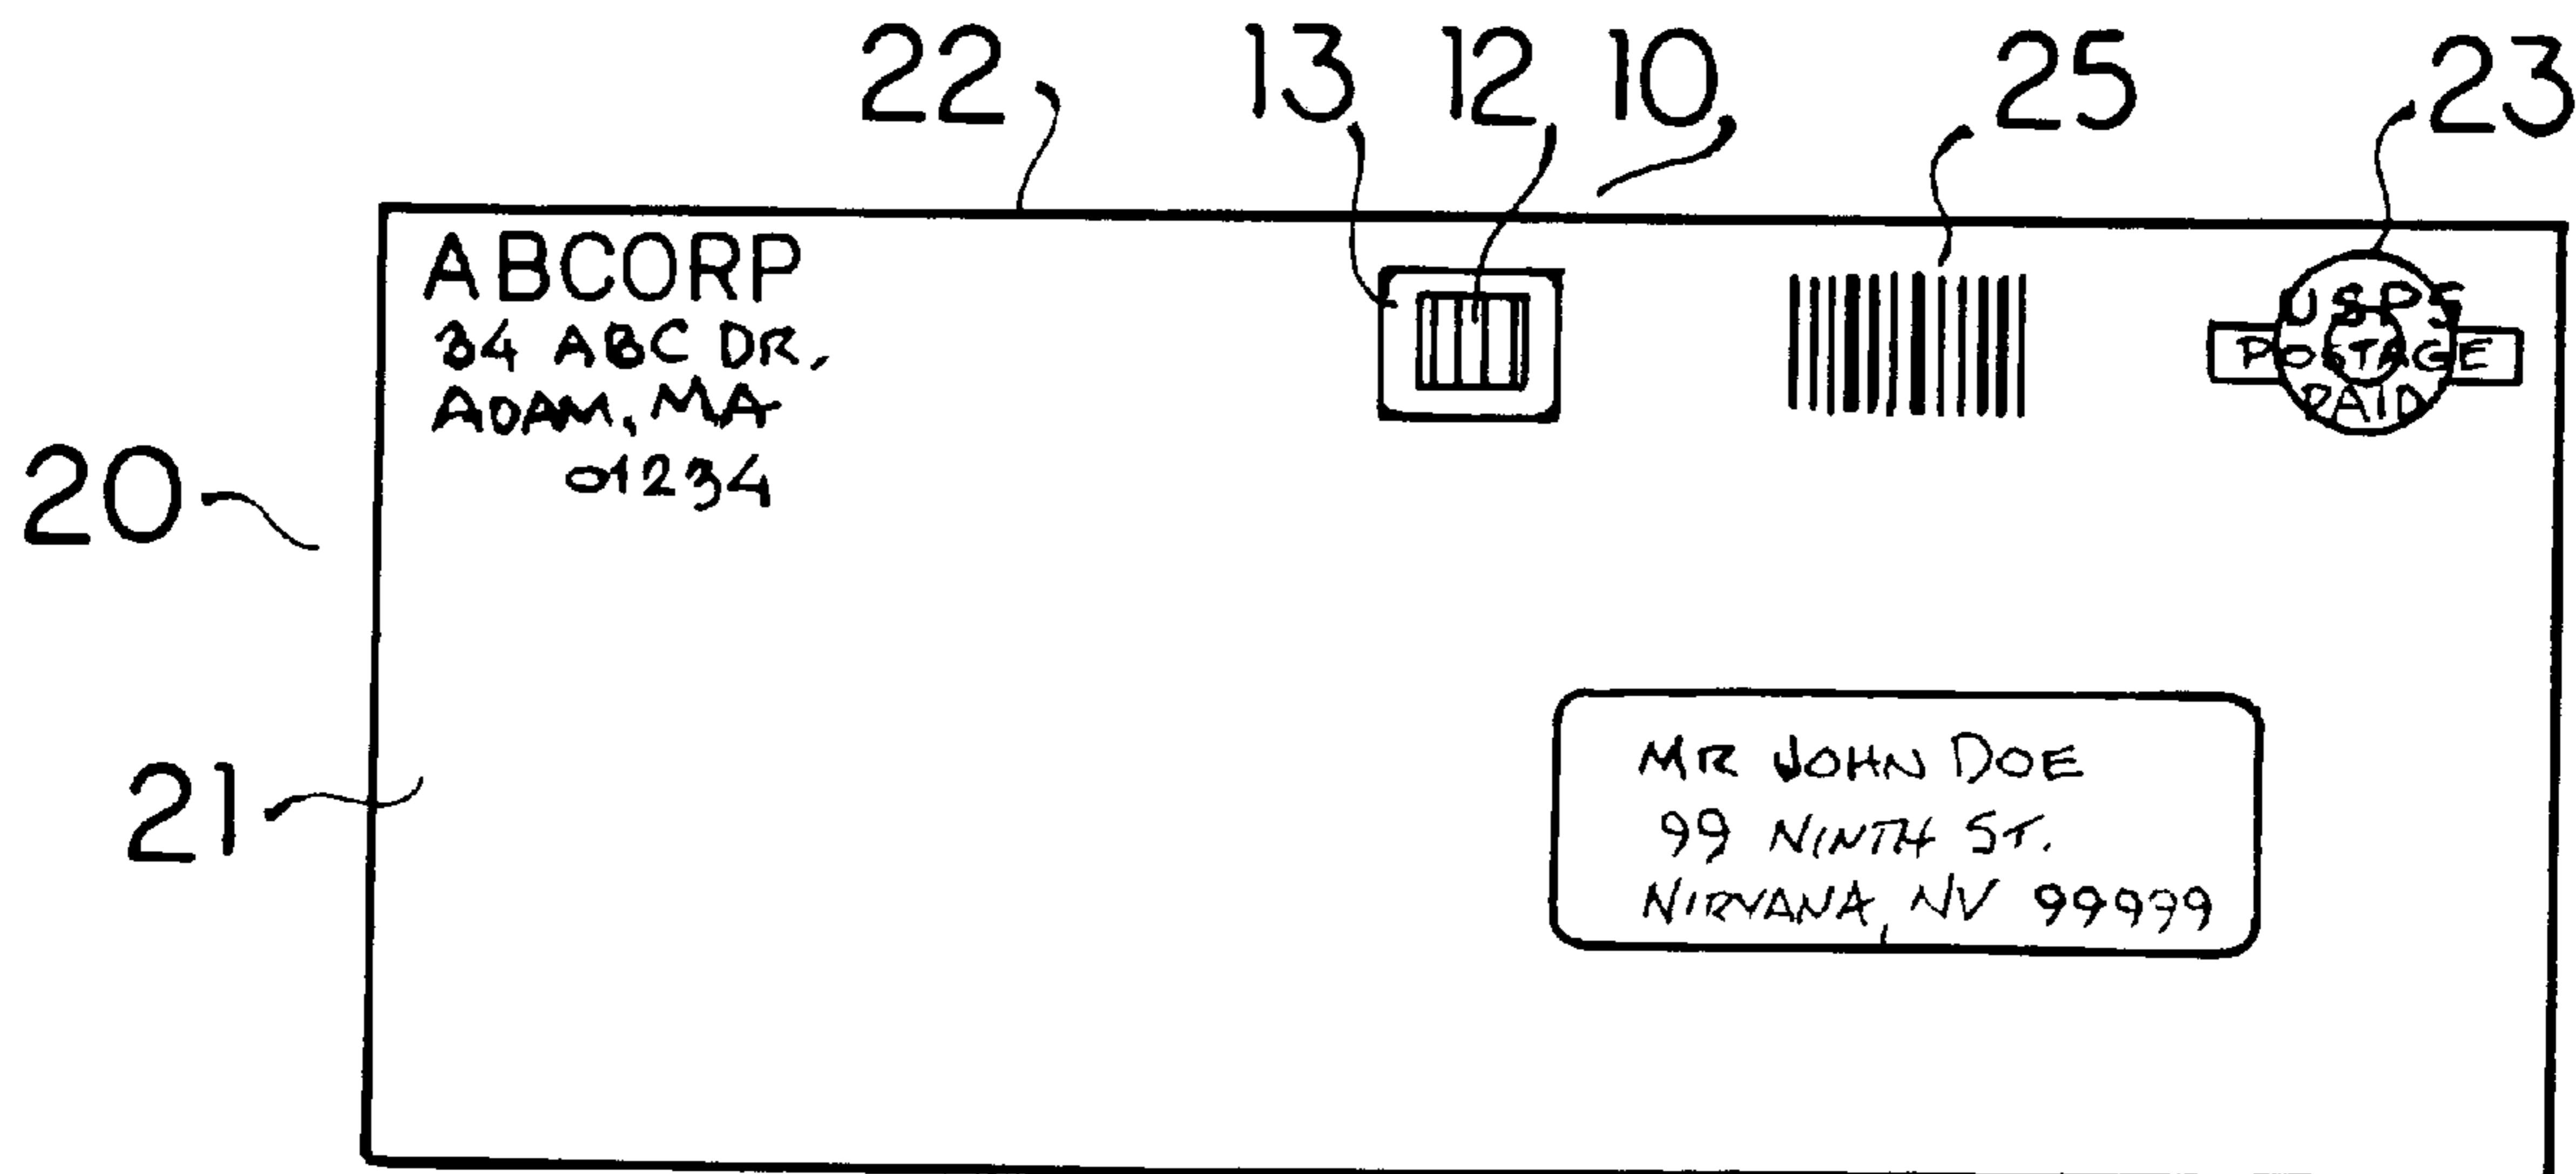 22 13 12 10 25 23
ABCORP
34 ABC DR.
ADAM, MA
01234
USPS
POSTAGE
PAID
20
21
MR JOHN DOE
99 NINTH ST.
NIRVANA, NV 99999